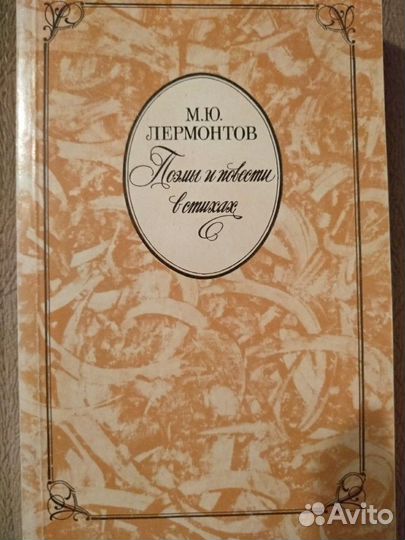 М.Ю.
ЛЕРМОНТОВ
Поэмы и повести
в стихах
Avito